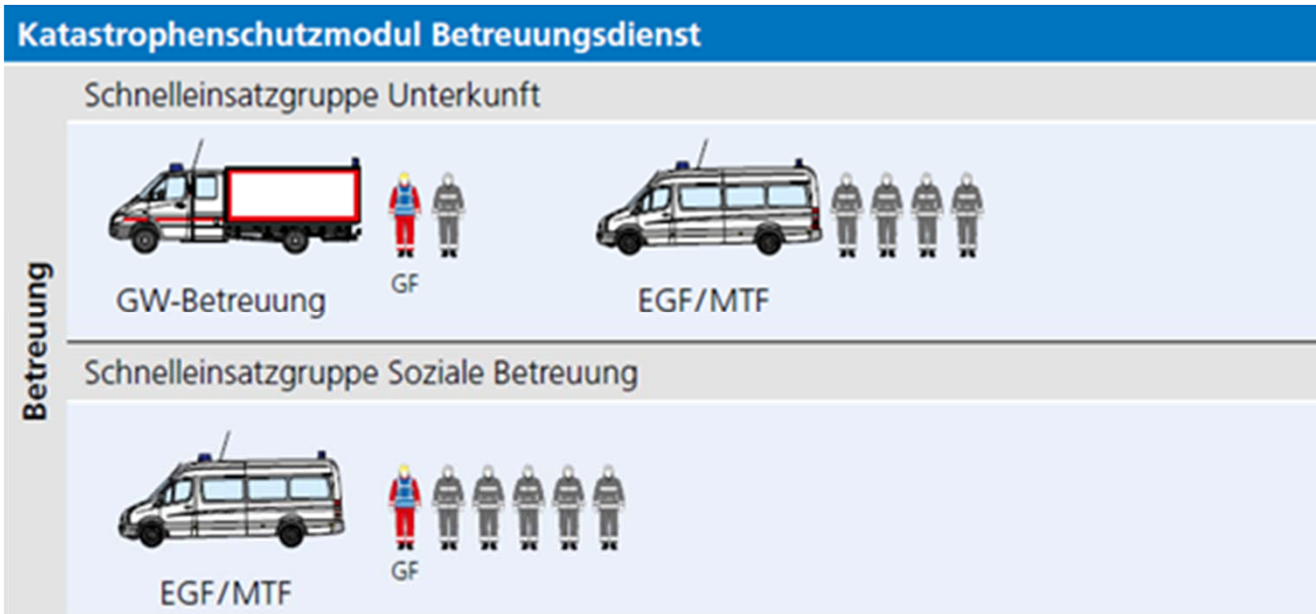 Katastrophenschutzmodul Betreuungsdienst
Betreuung
Schnelleinsatzgruppe Unterkunft
GW-Betreuung
GF
EGF/MTF
Schnelleinsatzgruppe Soziale Betreuung
EGF/MTF
GF